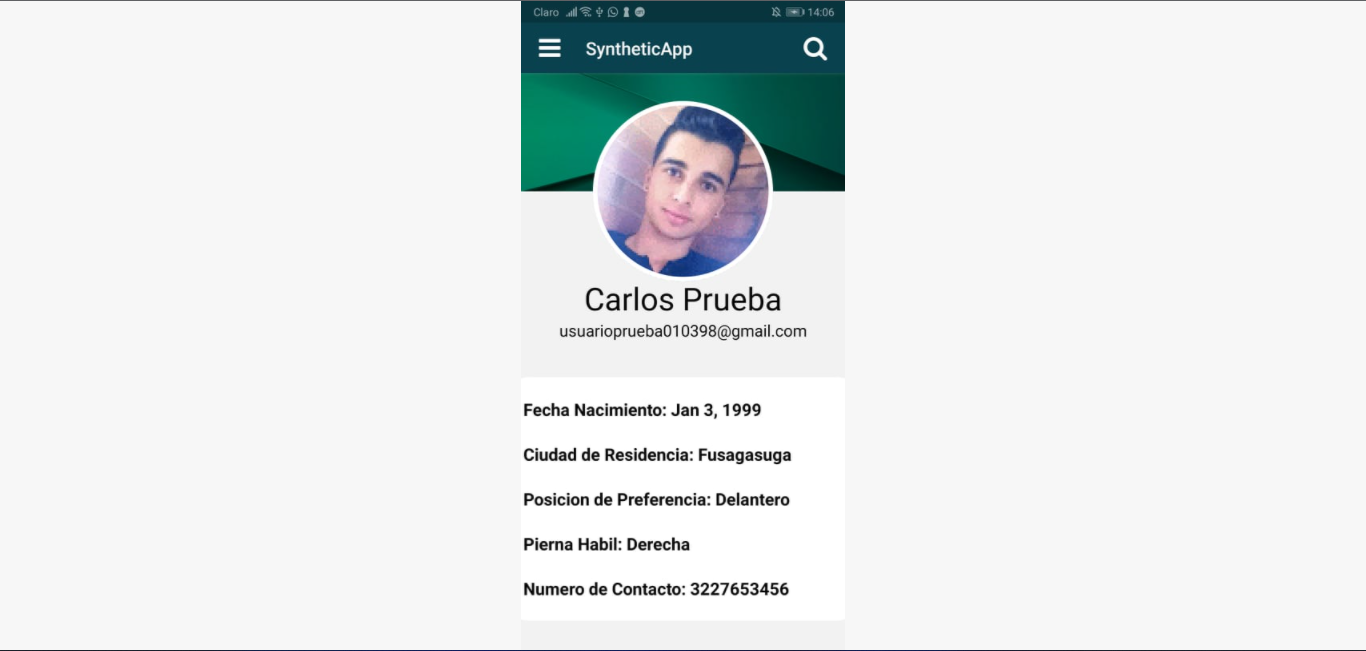 Claro 14:06
SyntheticApp
Carlos Prueba
usuarioprueba010398@gmail.com
Fecha Nacimiento: Jan 3, 1999
Ciudad de Residencia: Fusagasuga
Posicion de Preferencia: Delantero
Pierna Habil: Derecha
Numero de Contacto: 3227653456